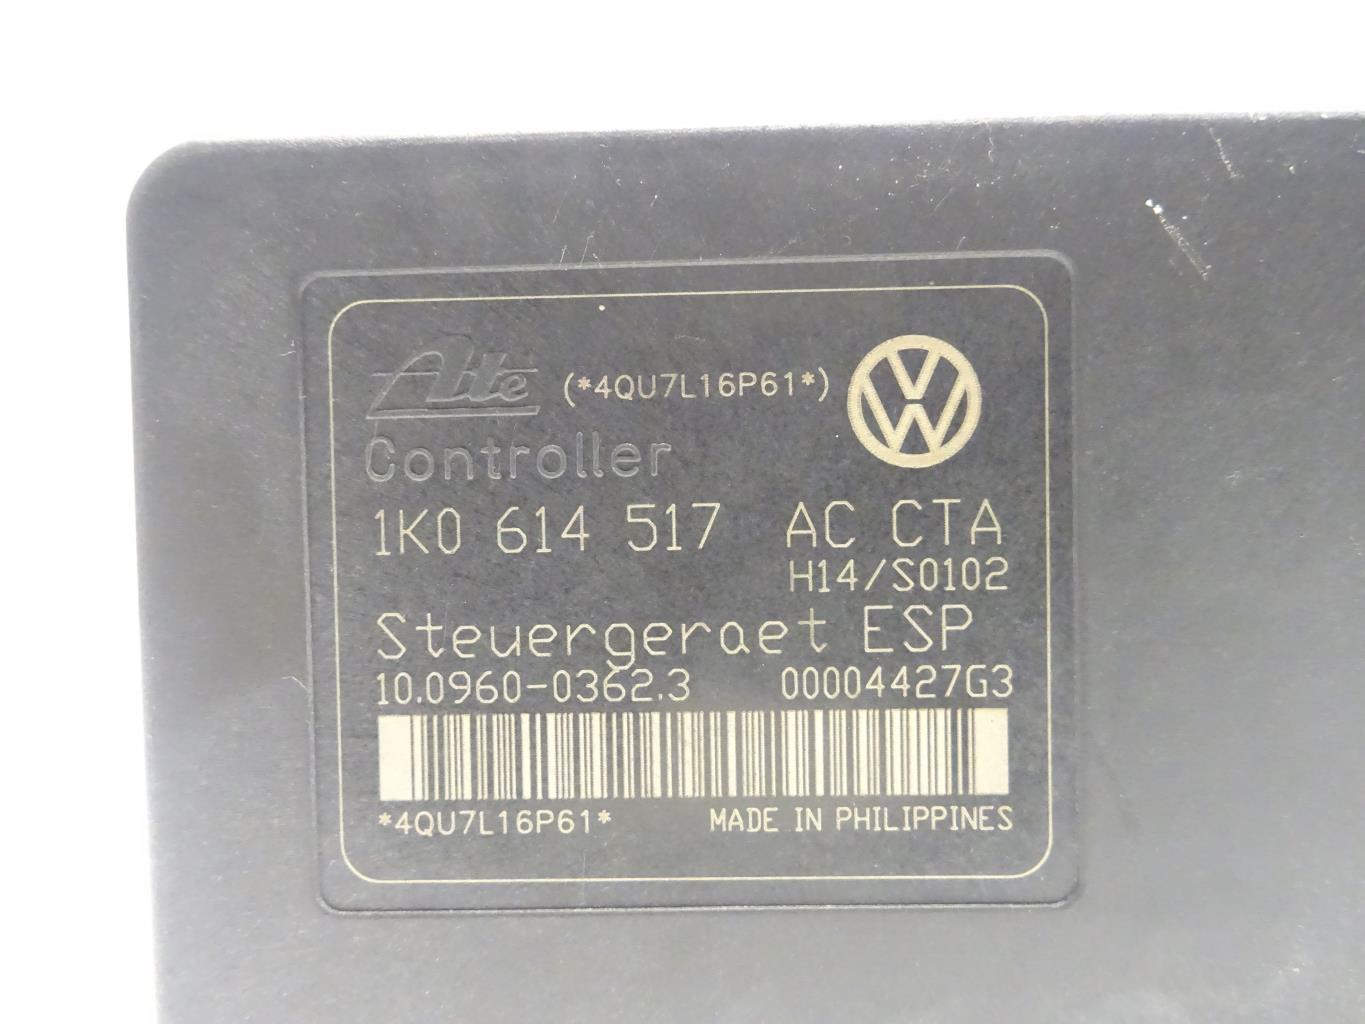 Ate (*4QU7L16P61*)
Controller
1K0 614 517 AC CTA
H14/S0102
Steuergeraet ESP
10.0960-0362.3 00004427G3
*4QU7L16P61* MADE IN PHILIPPINES